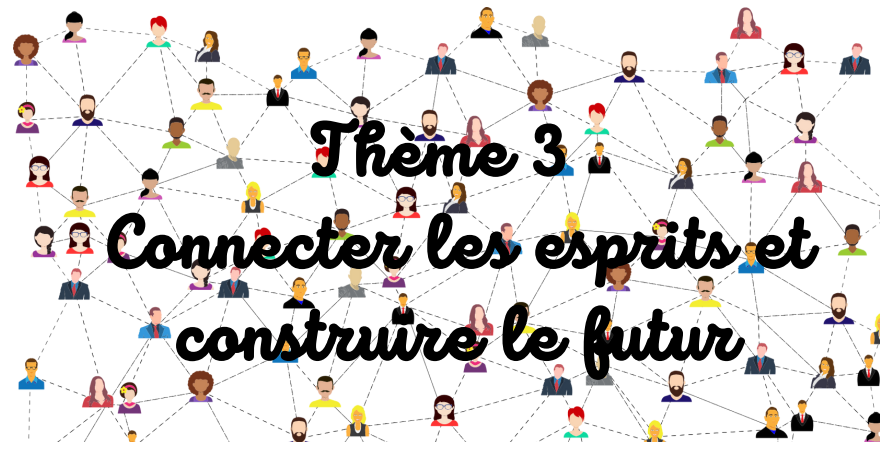 Thème 3
Connecter les esprits et
construire le futur